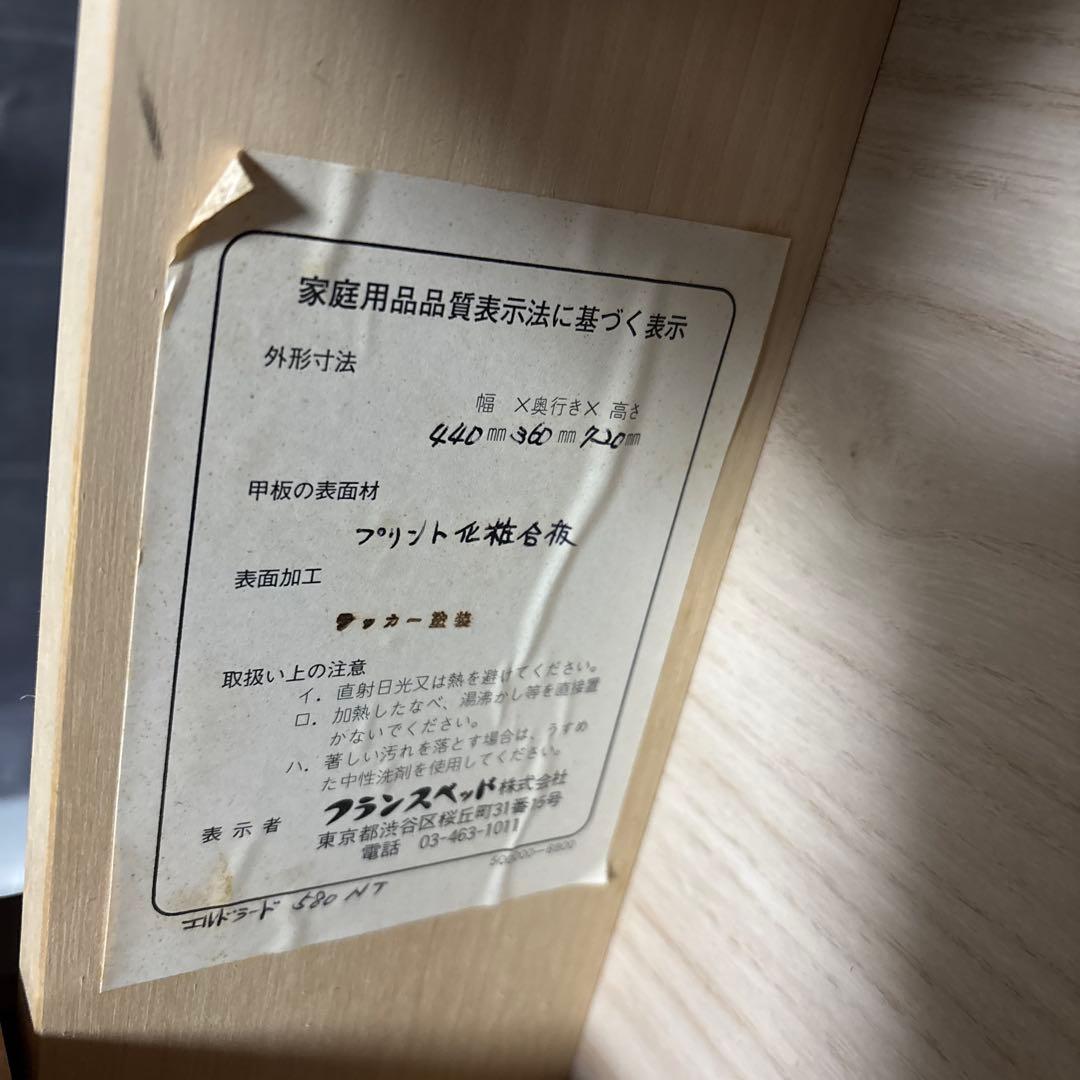 家庭用品品質表示法に基づく表示
外形寸法
幅 ×奥行き× 高さ
440mm 360mm 720mm
甲板の表面材
プリント化粧合板
表面加工
ラッカー塗装
取扱い上の注意
イ．直射日光又は熱を避けてください。
ロ．加熱したなべ、湯沸かし等を直接置
かないでください。
ハ．著しい汚れを落とす場合は、うすめ
た中性洗剤を使用してください。
表示者 フランスベッド株式会社
東京都渋谷区桜丘町31番15号
電話 03-463-1011
エルドラード 580 NT